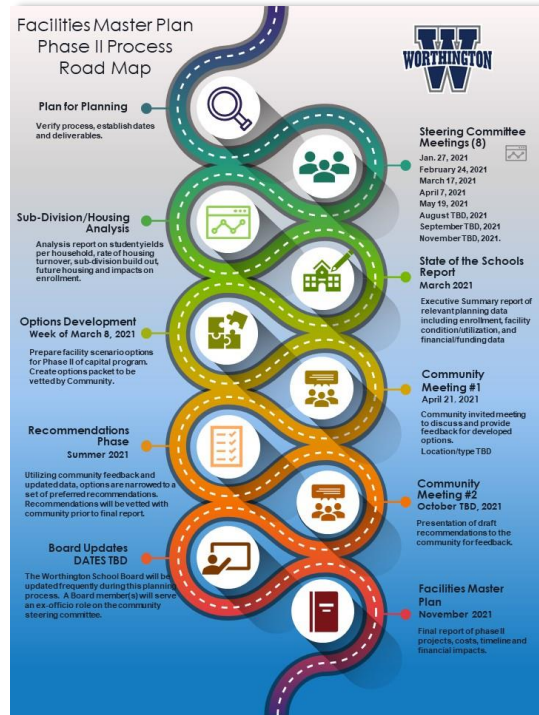 Facilities Master Plan
Phase II Process
Road Map
W
WORTHINGTON
Plan for Planning
Verify process, establish dates
and deliverables.
Steering Committee
Meetings (8)
Jan. 27, 2021
February 24, 2021
March 17, 2021
April 7, 2021
May 19, 2021
August TBD, 2021
September TBD, 2021
November TBD, 2021.
Sub-Division/Housing
Analysis
Analysis report on student yields
per household, rate of housing
turnover, sub-division build out,
future housing and impacts on
enrollment.
State of the Schools
Report
March 2021
Executive Summary report of
relevant planning data
including enrollment, facility
condition/utilization, and
financial/funding data
Options Development
Week of March 8, 2021
Prepare facility scenario options
for Phase II of capital program.
Create options packet to be
vetted by Community.
Community
Meeting #1
April 21. 2021
Community invited meeting
to discuss and provide
feedback for developed
options.
Location/type TBD
Recommendations
Phase
Summer 2021
Utilizing community feedback and
updated data, options are narrowed to a
set of preferred recommendations.
Recommendations will be vetted with
community prior to final report.
Community
Meeting #2
October TBD, 2021
Presentation of draft
recommendations to the
community for feedback.
Board Updates
DATES TBD
The Worthington School Board will be
updated frequently during this planning
process. A Board member(s) will serve
an ex-officio role on the community
steering committee.
Facilities Master
Plan
November 2021
Final report of phase II
projects, costs, timeline and
financial impacts.